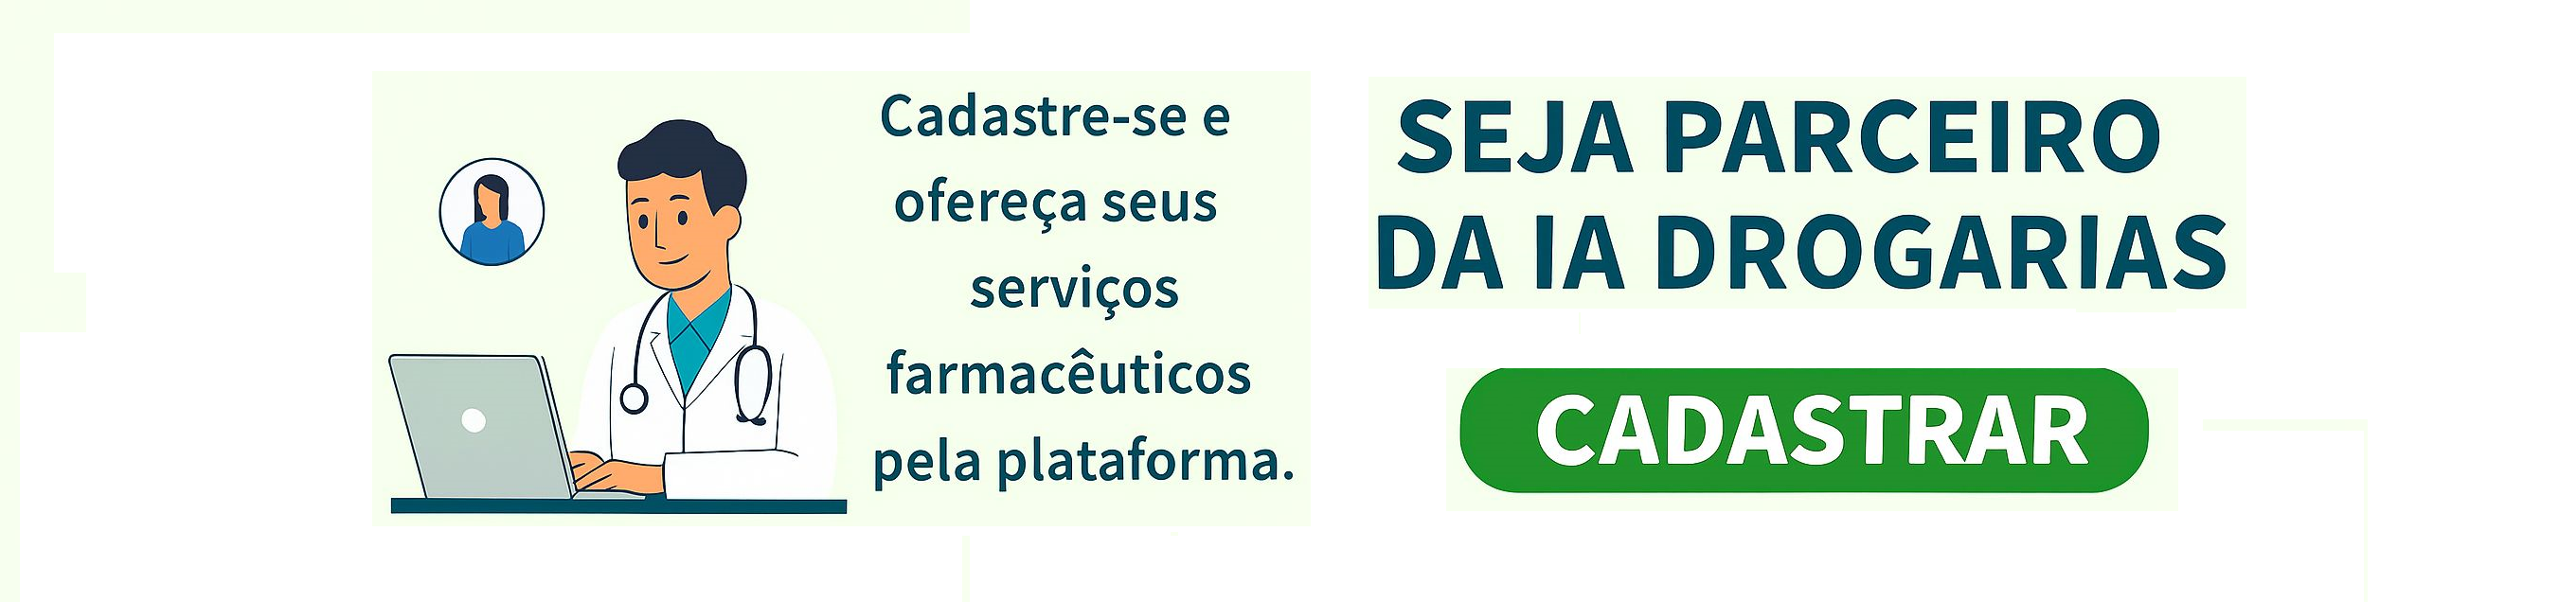 Cadastre-se e
ofereça seus
serviços
farmacêuticos
pela plataforma.
SEJA PARCEIRO
DA IA DROGARIAS
CADASTRAR